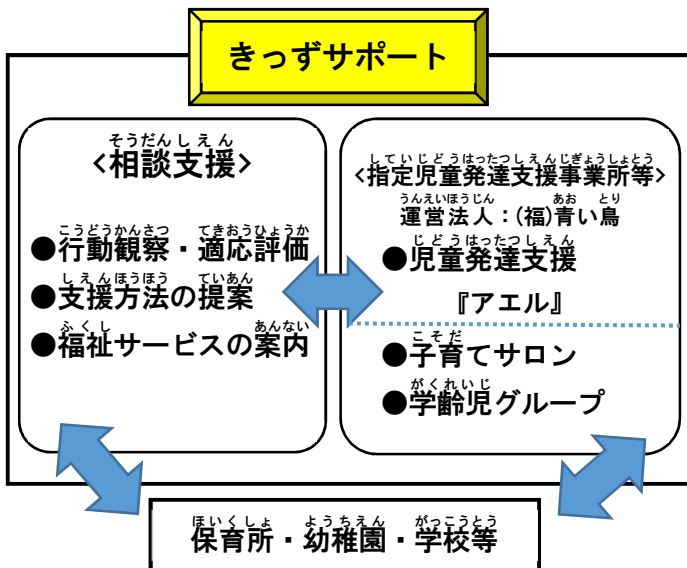 きっずサポート
そうだんしえん
<相談支援>
こうどうかんさつ てきおうひょうか
●行動観察・適応評価
しえんほうほう ていあん
●支援方法の提案
ふくし あんない
●福祉サービスの案内
していじどうはったつしえんじぎょうしょとう
<指定児童発達支援事業所等>
うんえいほうじん あお とり
運営法人：(福)青い鳥
じどうはったつしえん
●児童発達支援
『アエル』
こそだ
●子育てサロン
がくれいじ
●学齢児グループ
ほいくしょ ようちえん がっこうとう
保育所・幼稚園・学校等